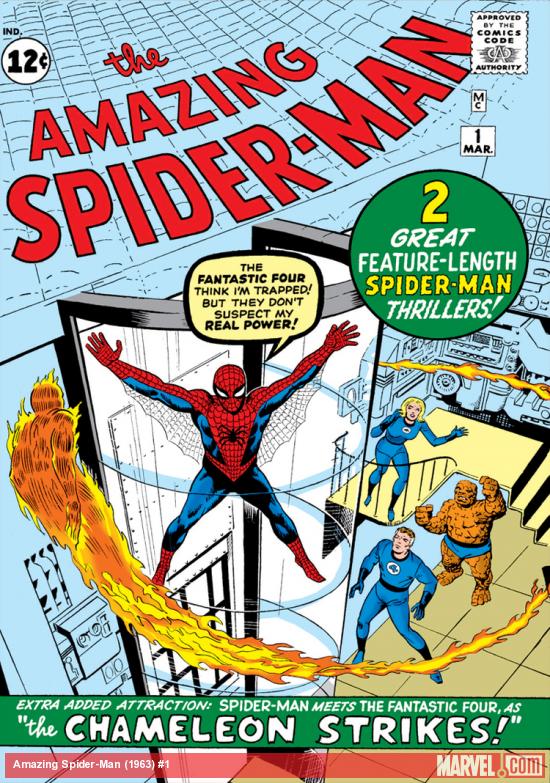 IND.
12¢
APPROVED
BY THE
COMICS
CODE
CA
AUTHORITY
the
AMAZING
SPIDER-MAN
M
C
1
MAR.
2
GREAT
FEATURE-LENGTH
SPIDER-MAN
THRILLERS!
THE
FANTASTIC FOUR
THINK I'M TRAPPED!
BUT THEY DON'T
SUSPECT MY
REAL POWER!
4
EXTRA ADDED ATTRACTION: SPIDER-MAN MEETS THE FANTASTIC FOUR, AS
"the CHAMELEON STRIKES!"
Amazing Spider-Man (1963) #1
MARVEL.com